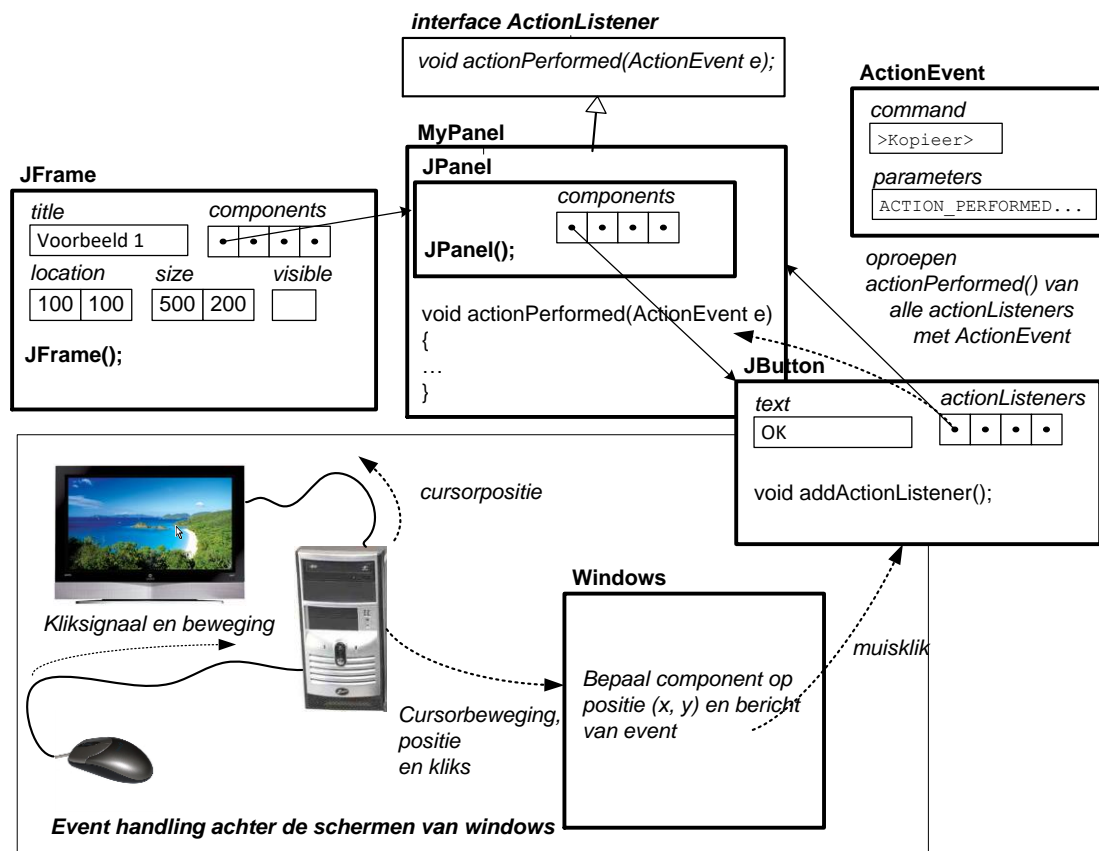 interface ActionListener
void actionPerformed(ActionEvent e);
ActionEvent
command
>Kopieer>
parameters
ACTION_PERFORMED...
MyPanel
JPanel
components
JPanel();
void actionPerformed(ActionEvent e)
{
...
}
JFrame
title
components
Voorbeeld 1
location
size
visible
100 100
500 200
JFrame();
oproepen
actionPerformed() van
alle actionListeners
met ActionEvent
JButton
text
actionListeners
OK
void addActionListener();
cursorpositie
Kliksignaal en beweging
Windows
muisklik
Bepaal component op
positie (x, y) en bericht
van event
Cursorbeweging,
positie
en kliks
Event handling achter de schermen van windows